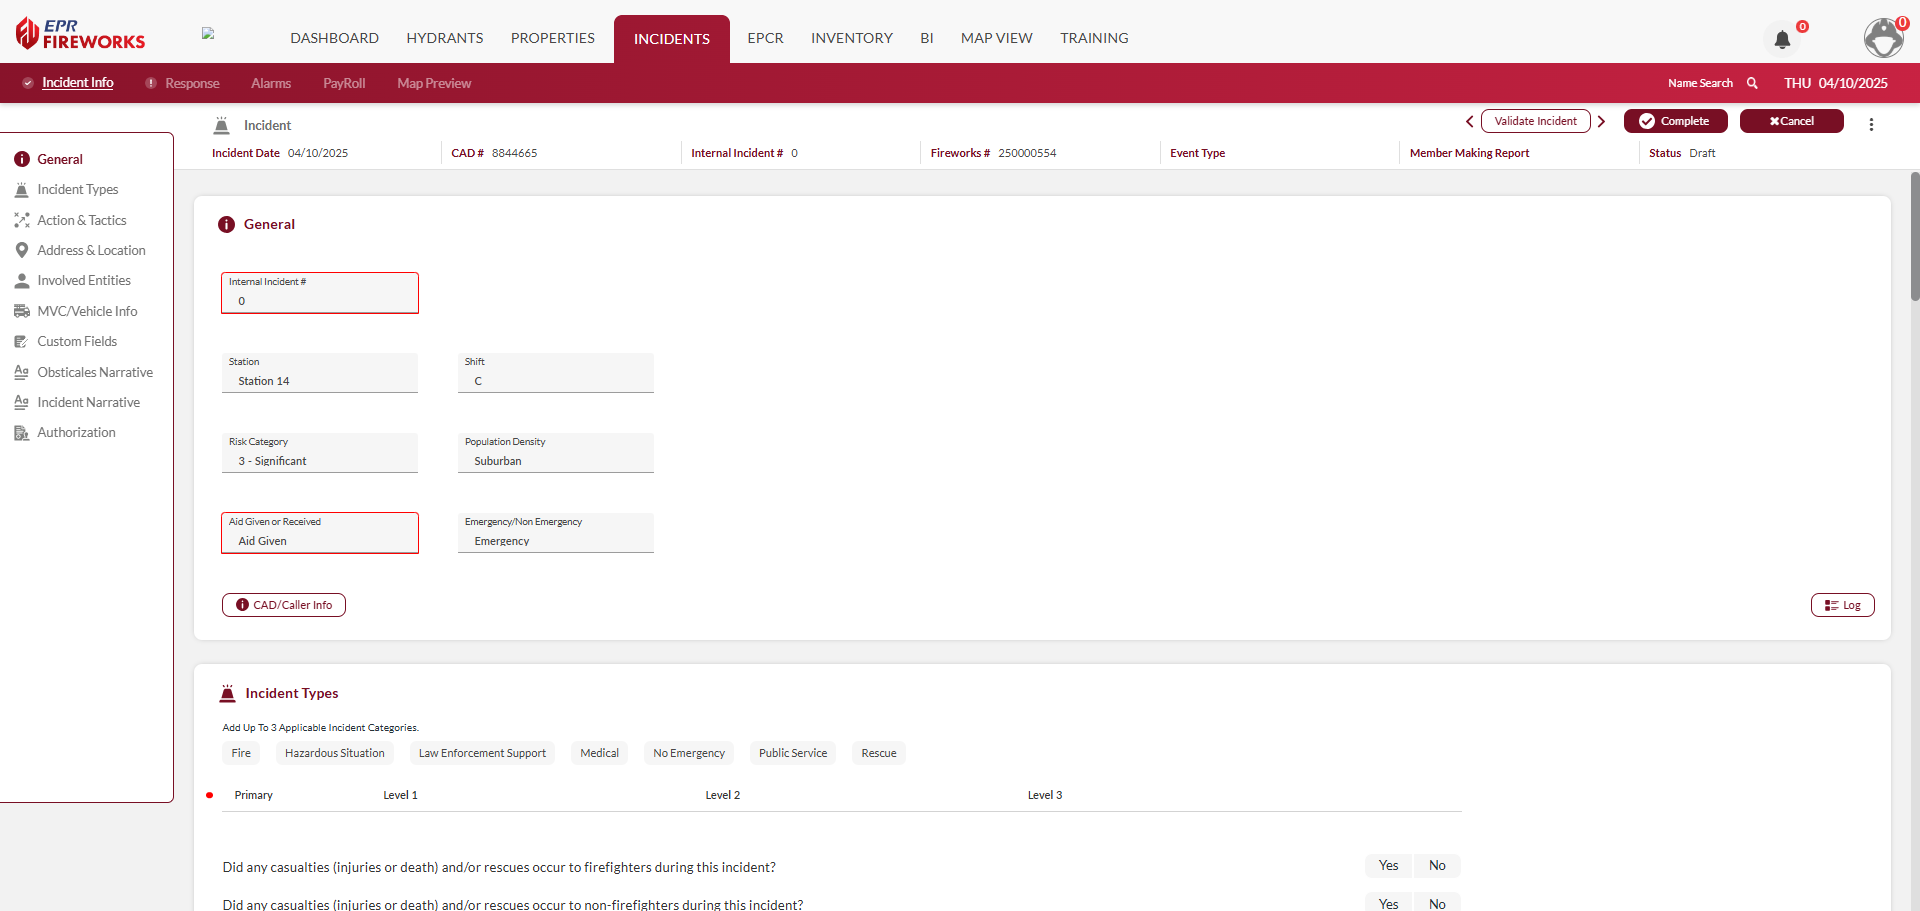 EPR FIREWORKS
DASHBOARD HYDRANTS PROPERTIES INCIDENTS EPCR INVENTORY BI MAP VIEW TRAINING 0 0
Incident Info Response Alarms PayRoll Map Preview Name Search THU 04/10/2025
Incident Validate Incident Complete Cancel
Incident Date 04/10/2025 CAD # 8844665 Internal Incident # 0 Fireworks # 250000554 Event Type Member Making Report Status Draft
General
Incident Types
Action & Tactics
Address & Location
Involved Entities
MVC/Vehicle Info
Custom Fields
Obsticales Narrative
Incident Narrative
Authorization
General
Internal Incident #
0
Station Shift
Station 14 C
Risk Category Population Density
3 - Significant Suburban
Aid Given or Received Emergency/Non Emergency
Aid Given Emergency
CAD/Caller Info Log
Incident Types
Add Up To 3 Applicable Incident Categories.
Fire Hazardous Situation Law Enforcement Support Medical No Emergency Public Service Rescue
Primary Level 1 Level 2 Level 3
Did any casualties (injuries or death) and/or rescues occur to firefighters during this incident? Yes No
Did any casualties (injuries or death) and/or rescues occur to non-firefighters during this incident? Yes No